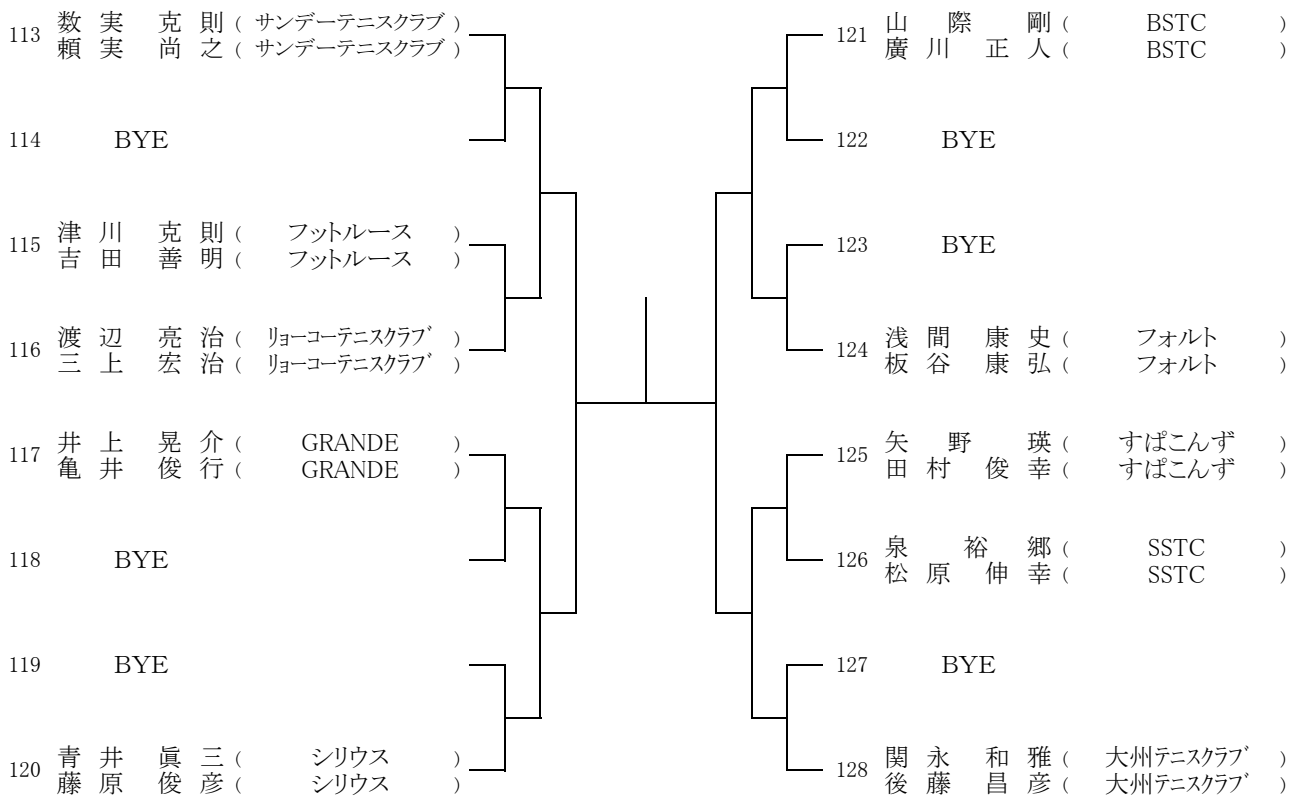 113 数実 克則 ( サンデーテニスクラブ )
頼実 尚之 ( サンデーテニスクラブ )
114 BYE
115 津川 克則 ( フットルース )
吉田 善明 ( フットルース )
116 渡辺 亮治 ( リョーコーテニスクラブ )
三上 宏治 ( リョーコーテニスクラブ )
117 井上 晃介 ( GRANDE )
亀井 俊行 ( GRANDE )
118 BYE
119 BYE
120 青井 眞三 ( シリウス )
藤原 俊彦 ( シリウス )
121 山際 剛 ( BSTC )
廣川 正人 ( BSTC )
122 BYE
123 BYE
124 浅間 康史 ( フォルト )
板谷 康弘 ( フォルト )
125 矢野 瑛 ( すぱこんず )
田村 俊幸 ( すぱこんず )
126 泉 裕郷 ( SSTC )
松原 伸幸 ( SSTC )
127 BYE
128 関永 和雅 ( 大州テニスクラブ )
後藤 昌彦 ( 大州テニスクラブ )